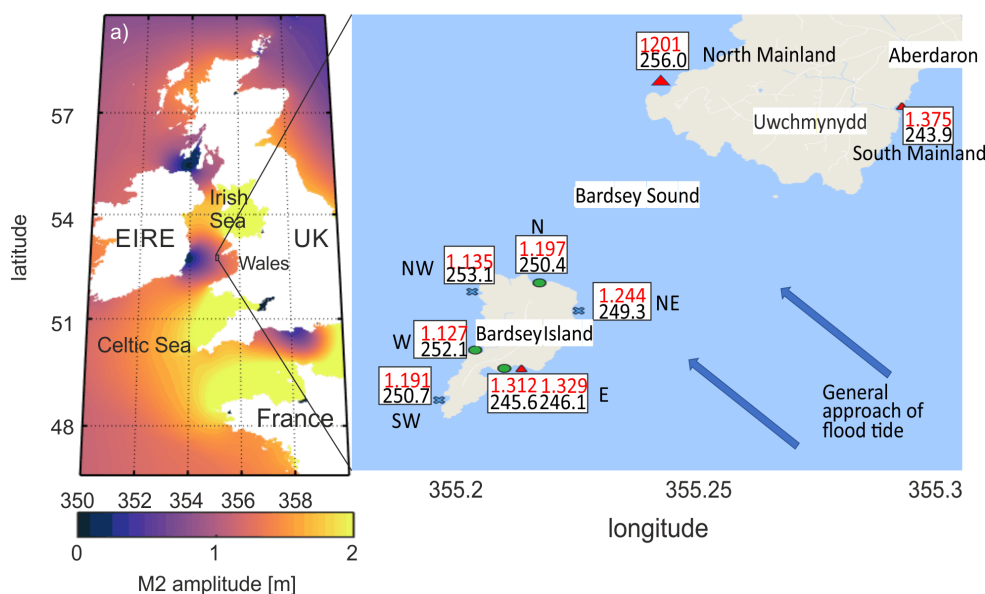 a)
57
54
51
48
latitude
Irish
Sea
EIRE
UK
Wales
Celtic Sea
France
350 352 354 356 358
0 1 2
M2 amplitude [m]
1201
256.0
North Mainland
Aberdaron
Uwchmynydd
1.375
243.9
South Mainland
Bardsey Sound
N
1.197
250.4
NW
1.135
253.1
1.244
249.3
NE
W
1.127
252.1
Bardsey Island
SW
1.191
250.7
1.312 1.329
245.6 246.1
E
General
approach of
flood tide
355.2 355.25 355.3
longitude